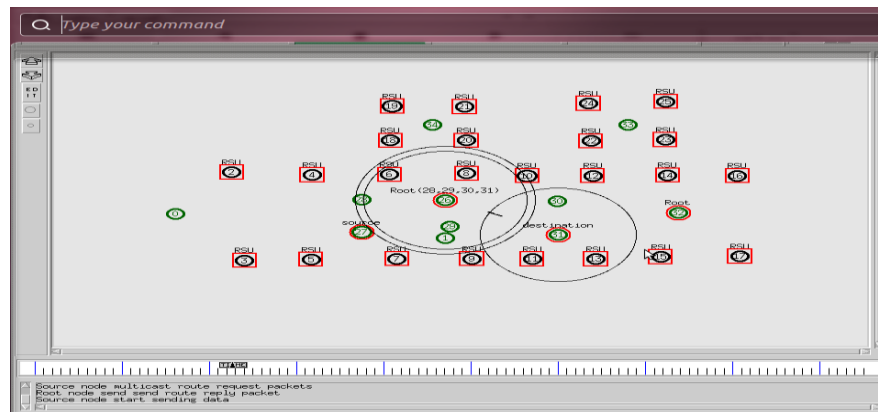 Type your command
E D
I T
RSU RSU RSU RSU
19 21 24 25
34 33
RSU RSU RSU RSU
18 20 22 23
RSU RSU RSU RSU RSU RSU RSU RSU
2 4 6 8 10 12 14 16
Root(28,29,30,31)
26 30 Root
0 32
source 29 destination
27 1 31
RSU RSU RSU RSU RSU RSU RSU RSU
3 5 7 9 11 13 15 17
Source node multicast route request packets
Root node send send route reply packet
Source node start sending data